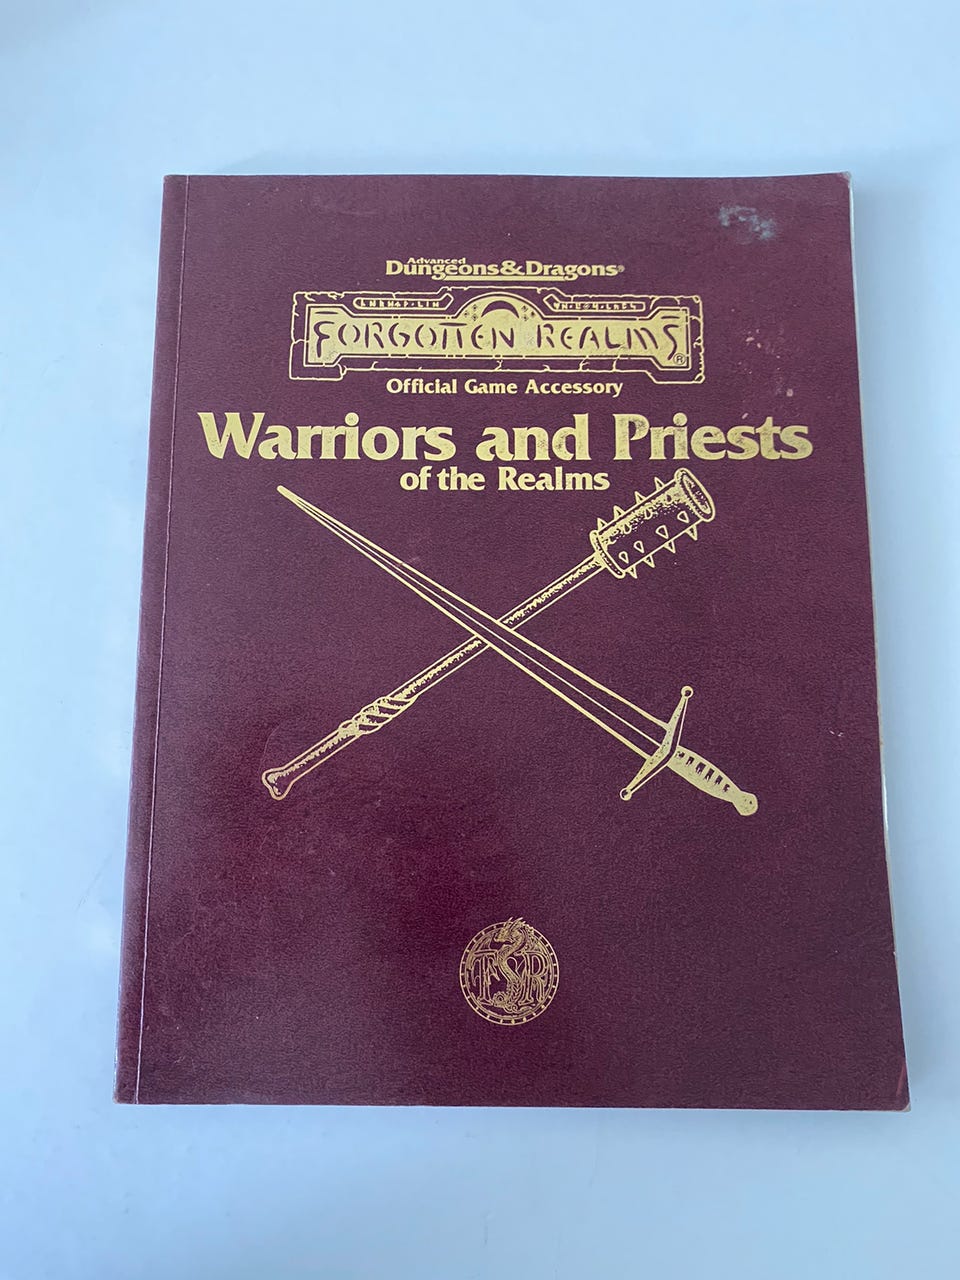 Advanced
Dungeons&Dragons®
FORGOTTEN REALMS®
Official Game Accessory
Warriors and Priests
of the Realms
TSR